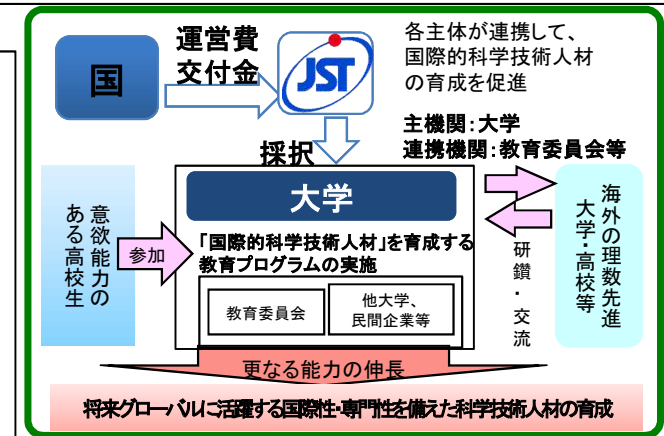 国
運営費
交付金
JST
各主体が連携して、
国際的科学技術人材
の育成を促進
主機関：大学
連携機関：教育委員会等
採択
大学
意欲能力の
ある高校生
参加
「国際的科学技術人材」を育成する
教育プログラムの実施
教育委員会
他大学、
民間企業等
研鑽・交流
海外の理数先進
大学・高校等
更なる能力の伸長
将来グローバルに活躍する国際性・専門性を備えた科学技術人材の育成